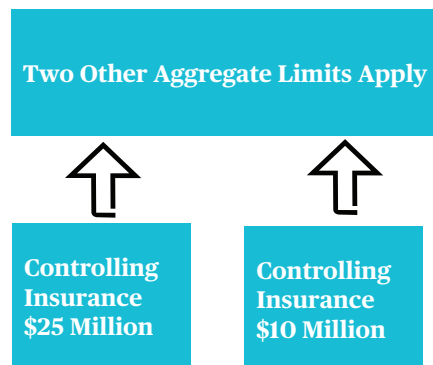 Two Other Aggregate Limits Apply
Controlling
Insurance
$25 Million
Controlling
Insurance
$10 Million